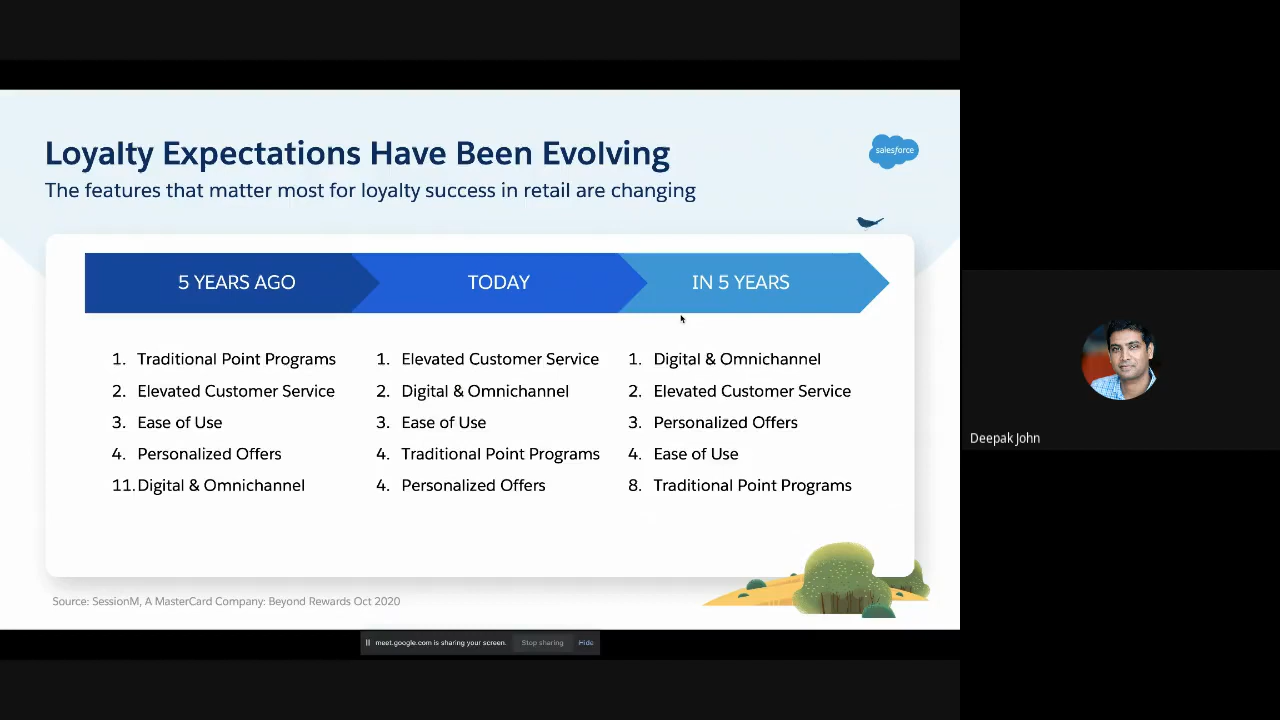 Loyalty Expectations Have Been Evolving
salesforce
The features that matter most for loyalty success in retail are changing
5 YEARS AGO
TODAY
IN 5 YEARS
1. Traditional Point Programs
2. Elevated Customer Service
3. Ease of Use
4. Personalized Offers
11. Digital & Omnichannel
1. Elevated Customer Service
2. Digital & Omnichannel
3. Ease of Use
4. Traditional Point Programs
4. Personalized Offers
1. Digital & Omnichannel
2. Elevated Customer Service
3. Personalized Offers
4. Ease of Use
8. Traditional Point Programs
Source: SessionM, A MasterCard Company: Beyond Rewards Oct 2020
meet.google.com is sharing your screen. Stop sharing Hide
Deepak John